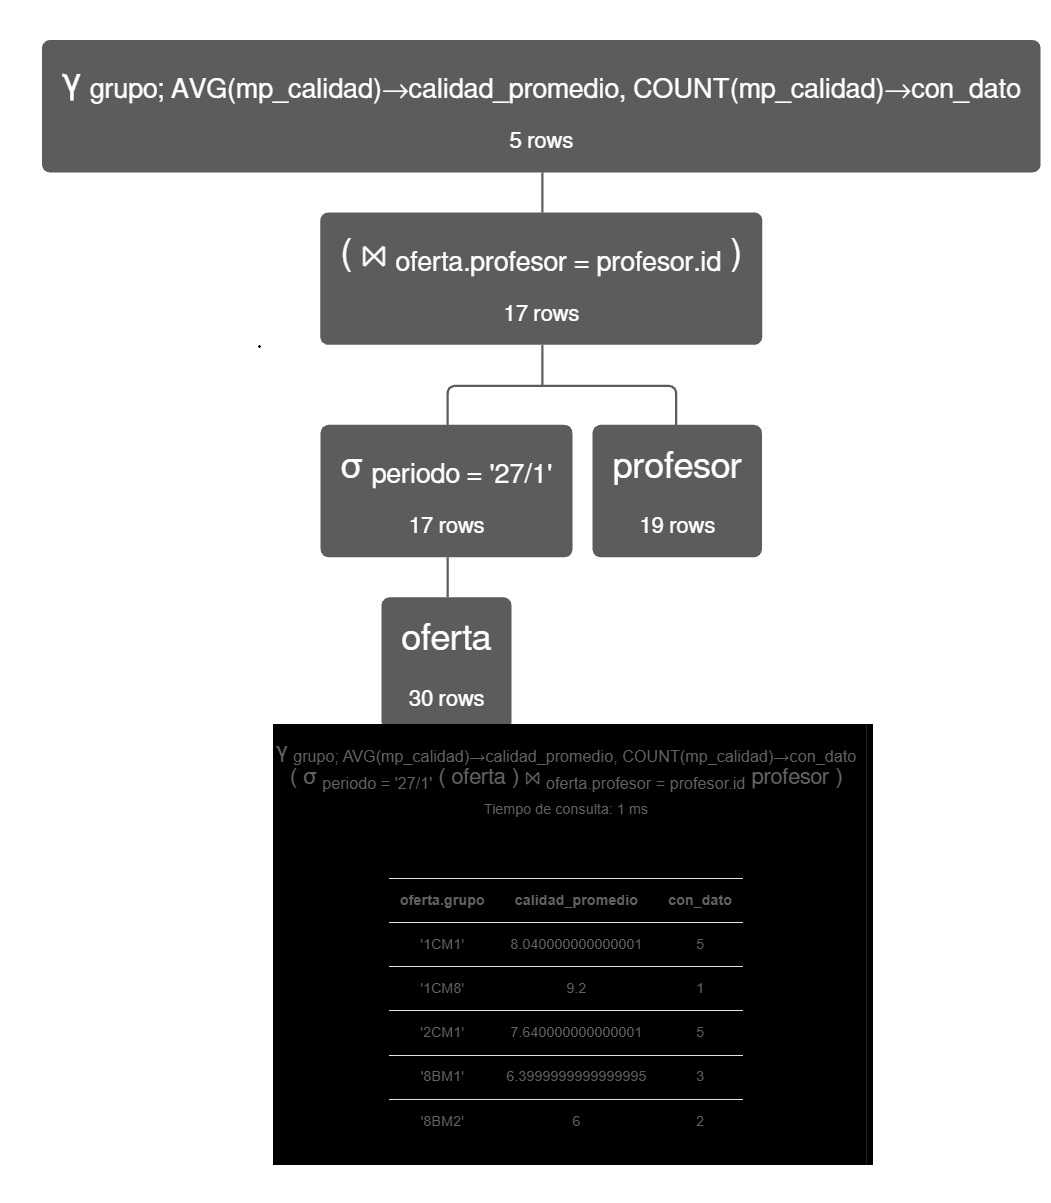 γ grupo; AVG(mp_calidad)→calidad_promedio, COUNT(mp_calidad)→con_dato
5 rows
( ⋈ oferta.profesor = profesor.id )
17 rows
σ periodo = '27/1'
17 rows
profesor
19 rows
oferta
30 rows
γ grupo; AVG(mp_calidad)→calidad_promedio, COUNT(mp_calidad)→con_dato
( σ periodo = '27/1' ( oferta ) ⋈ oferta.profesor = profesor.id profesor )
Tiempo de consulta: 1 ms
oferta.grupo calidad_promedio con_dato
'1CM1' 8.040000000000001 5
'1CM8' 9.2 1
'2CM1' 7.640000000000001 5
'8BM1' 6.3999999999999995 3
'8BM2' 6 2